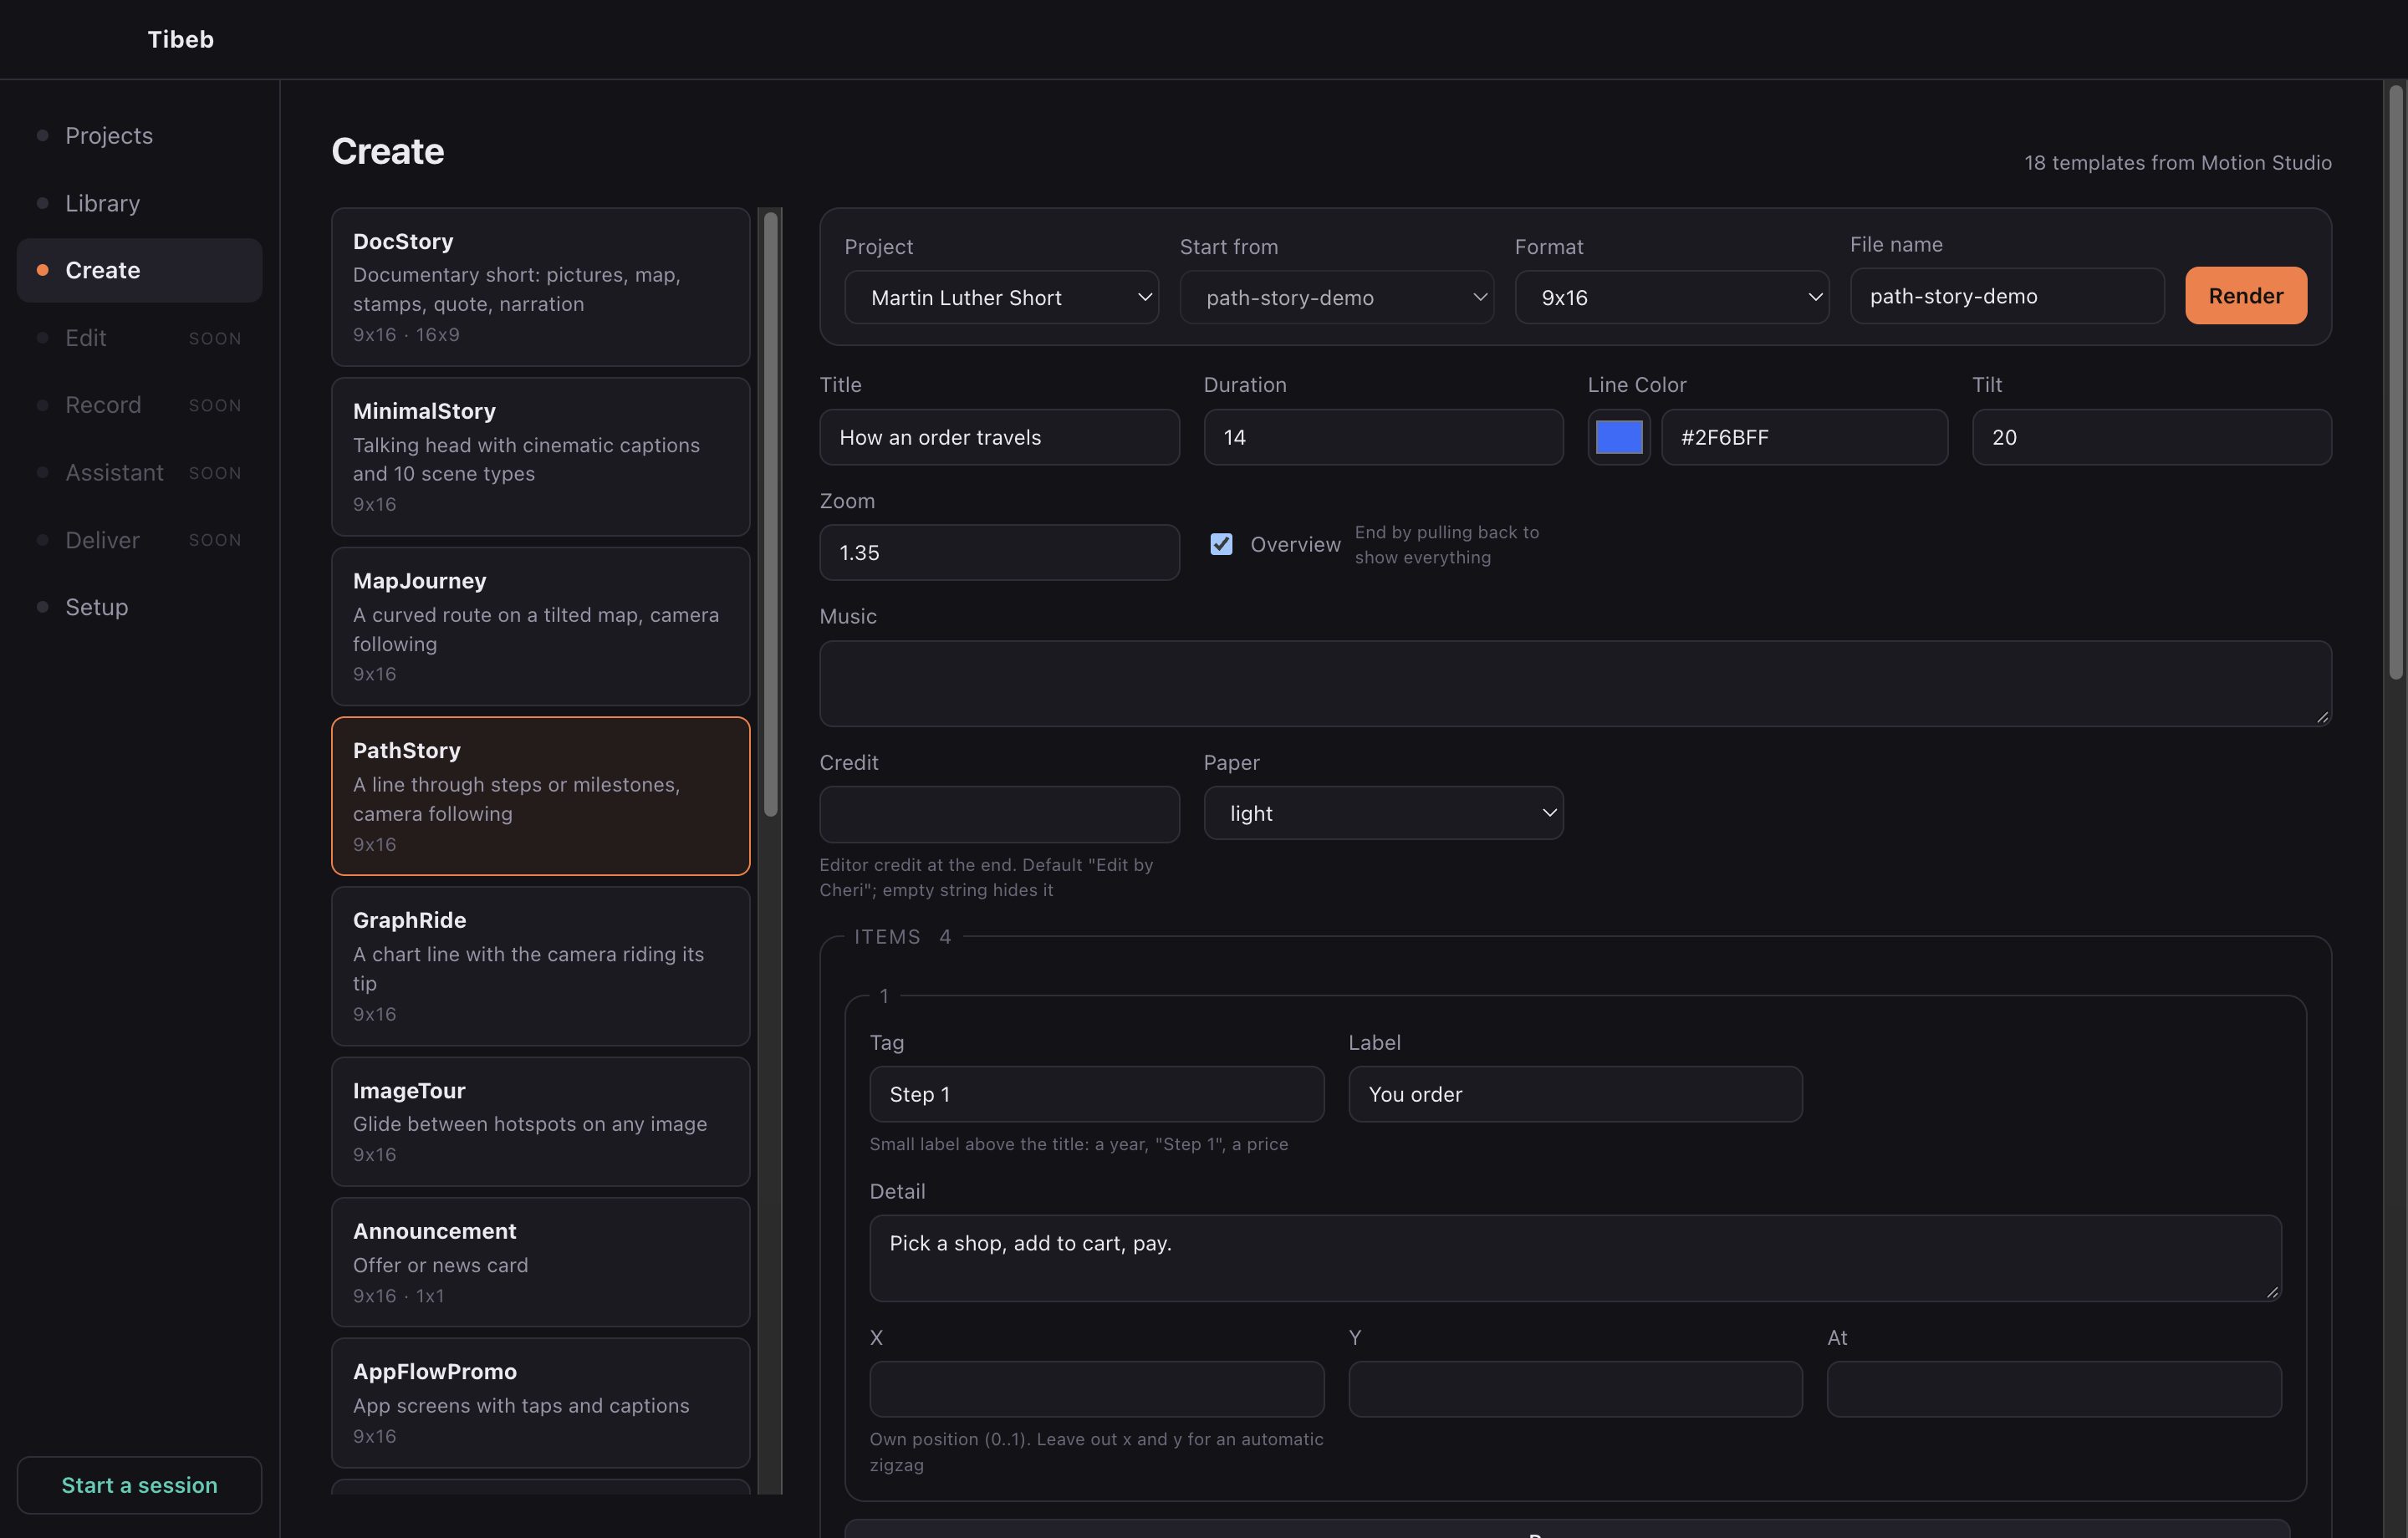 Tibeb
Projects
Library
Create
Edit SOON
Record SOON
Assistant SOON
Deliver SOON
Setup
Start a session
Create
18 templates from Motion Studio
DocStory
Documentary short: pictures, map,
stamps, quote, narration
9x16 · 16x9
MinimalStory
Talking head with cinematic captions
and 10 scene types
9x16
MapJourney
A curved route on a tilted map, camera
following
9x16
PathStory
A line through steps or milestones,
camera following
9x16
GraphRide
A chart line with the camera riding its
tip
9x16
ImageTour
Glide between hotspots on any image
9x16
Announcement
Offer or news card
9x16 · 1x1
AppFlowPromo
App screens with taps and captions
9x16
Project Start from Format File name
Martin Luther Short path-story-demo 9x16 path-story-demo Render
Title Duration Line Color Tilt
How an order travels 14 #2F6BFF 20
Zoom
1.35
Overview
End by pulling back to
show everything
Music
Credit Paper
light
Editor credit at the end. Default "Edit by
Cheri"; empty string hides it
ITEMS 4
1
Tag Label
Step 1 You order
Small label above the title: a year, "Step 1", a price
Detail
Pick a shop, add to cart, pay.
X Y At
Own position (0..1). Leave out x and y for an automatic
zigzag